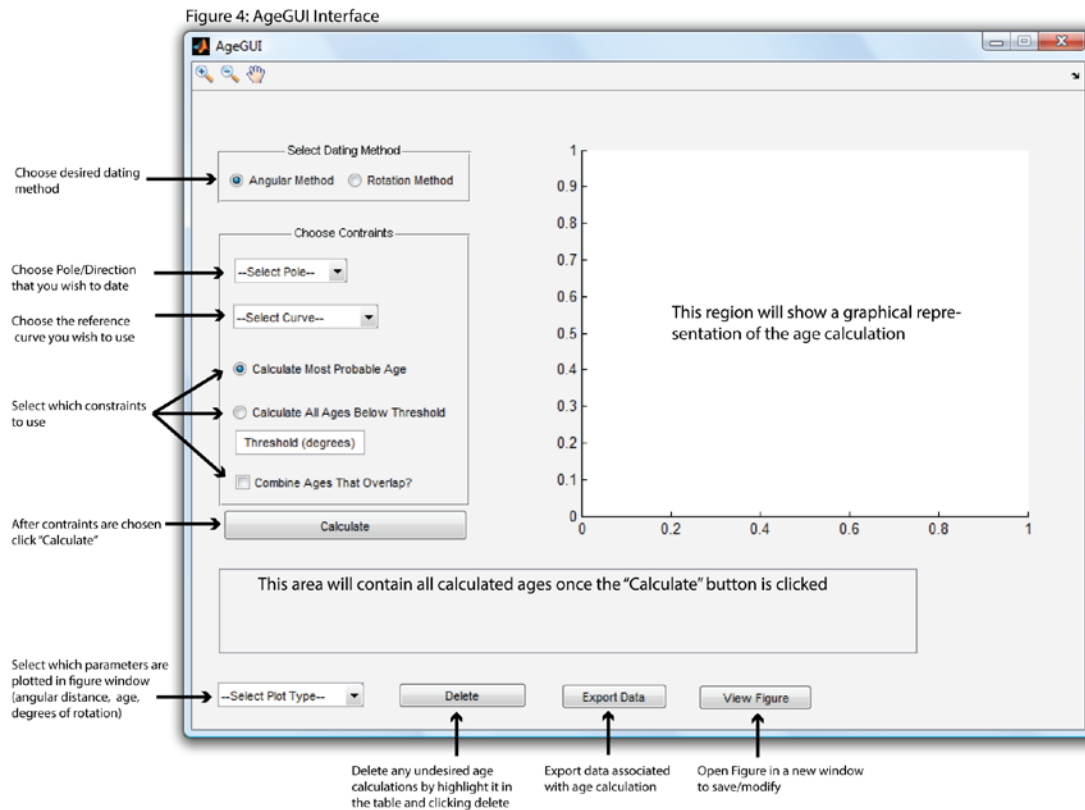 Figure 4: AgeGUI Interface
AgeGUI
Select Dating Method
Choose desired dating
method
Angular Method
Rotation Method
Choose Contraints
Choose Pole/Direction
that you wish to date
--Select Pole--
Choose the reference
curve you wish to use
--Select Curve--
Calculate Most Probable Age
Select which constraints
to use
Calculate All Ages Below Threshold
Threshold (degrees)
Combine Ages That Overlap?
After contraints are chosen
click "Calculate"
Calculate
1
0.9
0.8
0.7
0.6
0.5
0.4
0.3
0.2
0.1
0
0
0.2
0.4
0.6
0.8
1
This region will show a graphical repre-
sentation of the age calculation
This area will contain all calculated ages once the "Calculate" button is clicked
Select which parameters are
plotted in figure window
(angular distance, age,
degrees of rotation)
--Select Plot Type--
Delete
Export Data
View Figure
Delete any undesired age
calculations by highlight it in
the table and clicking delete
Export data associated
with age calculation
Open Figure in a new window
to save/modify